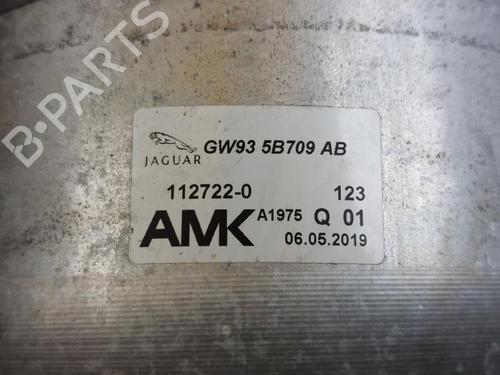 GW93 5B709 AB
JAGUAR
112722-0 123
AMK A1975 Q 01
06.05.2019
B-PARTS